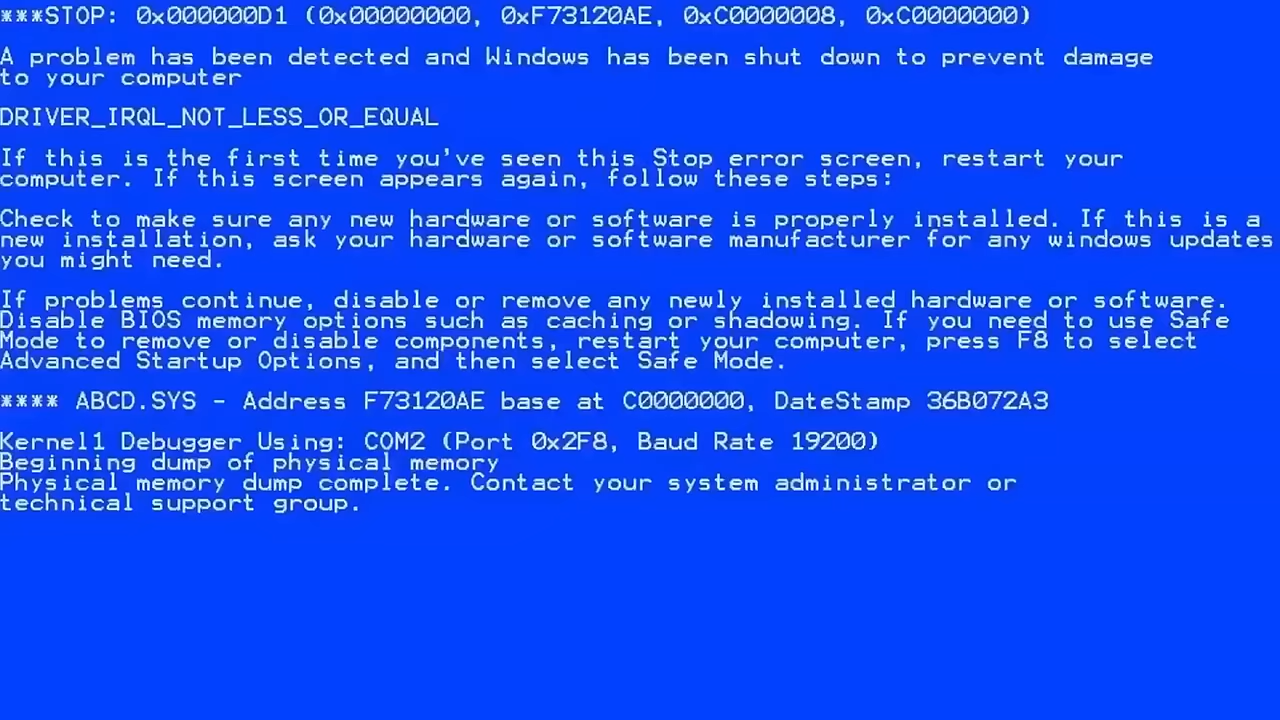 ***STOP: 0x000000D1 (0x00000000, 0xF73120AE, 0xC0000008, 0xC0000000)
A problem has been detected and Windows has been shut down to prevent damage
to your computer
DRIVER_IRQL_NOT_LESS_OR_EQUAL
If this is the first time you've seen this Stop error screen, restart your
computer. If this screen appears again, follow these steps:
Check to make sure any new hardware or software is properly installed. If this is a
new installation, ask your hardware or software manufacturer for any windows updates
you might need.
If problems continue, disable or remove any newly installed hardware or software.
Disable BIOS memory options such as caching or shadowing. If you need to use Safe
Mode to remove or disable components, restart your computer, press F8 to select
Advanced Startup Options, and then select Safe Mode.
**** ABCD.SYS - Address F73120AE base at C0000000, DateStamp 36B072A3
Kernel1 Debugger Using: COM2 (Port 0x2F8, Baud Rate 19200)
Beginning dump of physical memory
Physical memory dump complete. Contact your system administrator or
technical support group.